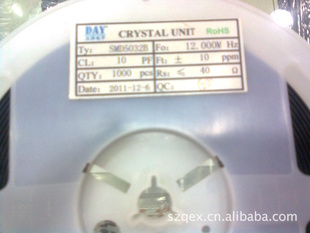 DAY CRYSTAL UNIT RoHS
Ty: SMD5032B Fo: 12.000M Hz
CL: 10 PF Ft: ± 10 ppm
QTY: 1000 pcs Rs: ≤ 40 Ω
Date: 2011-12-6 QC:
szqex.cn.alibaba.com